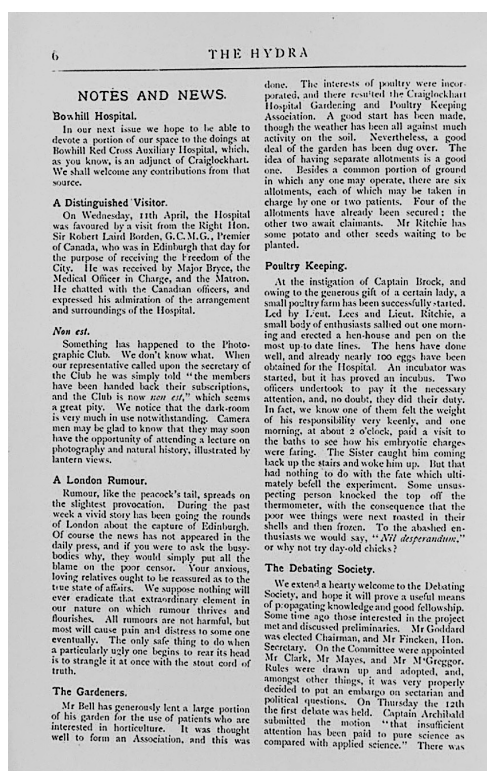 6
THE HYDRA
NOTES AND NEWS.
Bowhill Hospital.
In our next issue we hope to be able to
devote a portion of our space to the doings at
Bowhill Red Cross Auxiliary Hospital, which,
as you know, is an adjunct of Craiglockhart.
We shall welcome any contributions from that
source.
A Distinguished Visitor.
On Wednesday, 11th April, the Hospital
was favoured by a visit from the Right Hon.
Sir Robert Laird Borden, G.C.M.G., Premier
of Canada, who was in Edinburgh that day for
the purpose of receiving the Freedom of the
City. He was received by Major Bryce, the
Medical Officer in Charge, and the Matron.
He chatted with the Canadian officers, and
expressed his admiration of the arrangement
and surroundings of the Hospital.
Non est.
Something has happened to the Photo-
graphic Club. We don't know what. When
our representative called upon the secretary of
the Club he was simply told "the members
have been handed back their subscriptions,
and the Club is now non est," which seems
a great pity. We notice that the dark-room
is very much in use notwithstanding. Camera
men may be glad to know that they may soon
have the opportunity of attending a lecture on
photography and natural history, illustrated by
lantern views.
A London Rumour.
Rumour, like the peacock's tail, spreads on
the slightest provocation. During the past
week a vivid story has been going the rounds
of London about the capture of Edinburgh.
Of course the news has not appeared in the
daily press, and if you were to ask the busy-
bodies why, they would simply put all the
blame on the poor censor. Your anxious,
loving relatives ought to be reassured as to the
true state of affairs. We suppose nothing will
ever eradicate that extraordinary element in
our nature on which rumour thrives and
flourishes. All rumours are not harmful, but
most will cause pain and distress to some one
eventually. The only safe thing to do when
a particularly ugly one begins to rear its head
is to strangle it at once with the stout cord of
truth.
The Gardeners.
Mr Bell has generously lent a large portion
of his garden for the use of patients who are
interested in horticulture. It was thought
well to form an Association, and this was
done. The interests of poultry were incor-
porated, and there resulted the Craiglockhart
Hospital Gardening and Poultry Keeping
Association. A good start has been made,
though the weather has been all against much
activity on the soil. Nevertheless, a good
deal of the garden has been dug over. The
idea of having separate allotments is a good
one. Besides a common portion of ground
in which any one may operate, there are six
allotments, each of which may be taken in
charge by one or two patients. Four of the
allotments have already been secured; the
other two await claimants. Mr Ritchie has
some potato and other seeds waiting to be
planted.
Poultry Keeping.
At the instigation of Captain Brock, and
owing to the generous gift of a certain lady, a
small poultry farm has been successfully started.
Led by Lieut. Lees and Lieut. Ritchie, a
small body of enthusiasts sallied out one morn-
ing and erected a hen-house and pen on the
most up-to date lines. The hens have done
well, and already nearly 100 eggs have been
obtained for the Hospital. An incubator was
started, but it has proved an incubus. Two
officers undertook to pay it the necessary
attention, and, no doubt, they did their duty.
In fact, we know one of them felt the weight
of his responsibility very keenly, and one
morning, at about 2 o'clock, paid a visit to
the baths to see how his embryotic charges
were faring. The Sister caught him coming
back up the stairs and woke him up. But that
had nothing to do with the fate which ulti-
mately befell the experiment. Some unsus-
pecting person knocked the top off the
thermometer, with the consequence that the
poor wee things were next roasted in their
shells and then frozen. To the abashed en-
thusiasts we would say, "Nil desperandum,"
or why not try day-old chicks?
The Debating Society.
We extend a hearty welcome to the Debating
Society, and hope it will prove a useful means
of propagating knowledge and good fellowship.
Some time ago those interested in the project
met and discussed preliminaries. Mr Goddard
was elected Chairman, and Mr Fincken, Hon.
Secretary. On the Committee were appointed
Mr Clark, Mr Mayes, and Mr M'Greggor.
Rules were drawn up and adopted, and,
amongst other things, it was very properly
decided to put an embargo on sectarian and
political questions. On Thursday the 12th
the first debate was held. Captain Archibald
submitted the motion "that insufficient
attention has been paid to pure science as
compared with applied science." There was